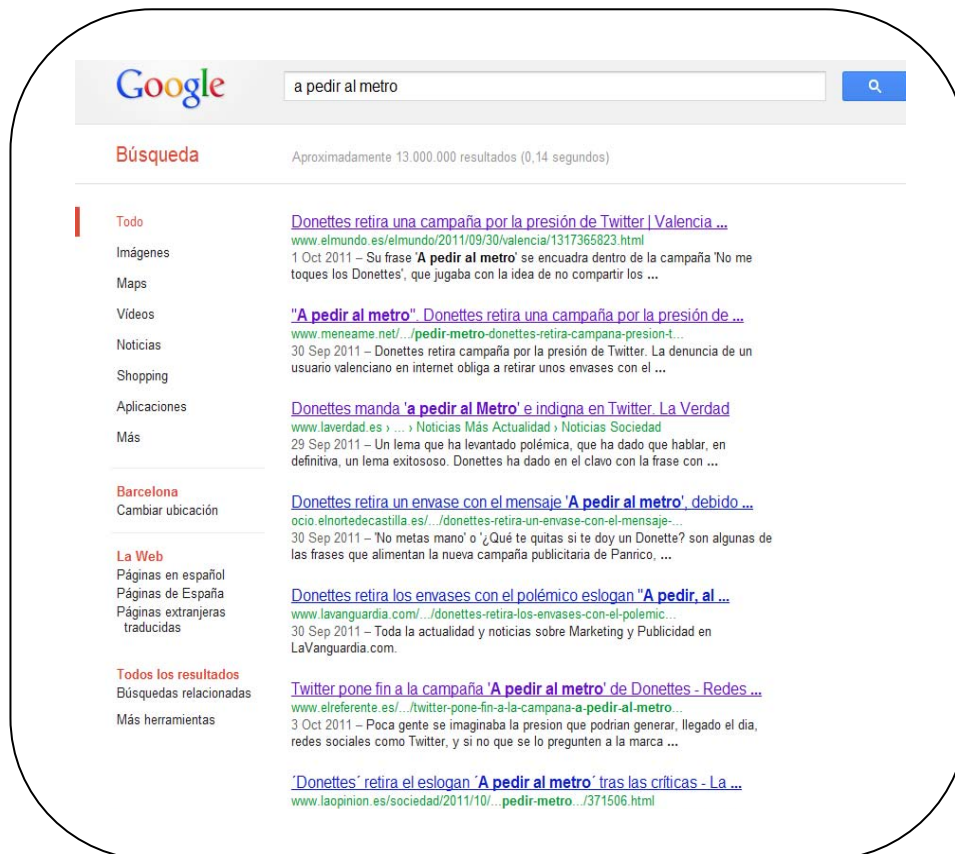 Google
a pedir al metro
Búsqueda
Aproximadamente 13.000.000 resultados (0,14 segundos)
Todo
Imágenes
Maps
Vídeos
Noticias
Shopping
Aplicaciones
Más
Barcelona
Cambiar ubicación
La Web
Páginas en español
Páginas de España
Páginas extranjeras
traducidas
Todos los resultados
Búsquedas relacionadas
Más herramientas
Donettes retira una campaña por la presión de Twitter | Valencia ...
www.elmundo.es/elmundo/2011/09/30/valencia/1317365823.html
1 Oct 2011 – Su frase 'A pedir al metro' se encuadra dentro de la campaña 'No me
toques los Donettes', que jugaba con la idea de no compartir los ...
"A pedir al metro". Donettes retira una campaña por la presión de ...
www.meneame.net/.../pedir-metro-donettes-retira-campana-presion-t...
30 Sep 2011 – Donettes retira campaña por la presión de Twitter. La denuncia de un
usuario valenciano en internet obliga a retirar unos envases con el ...
Donettes manda 'a pedir al Metro' e indigna en Twitter. La Verdad
www.laverdad.es › ... › Noticias Más Actualidad › Noticias Sociedad
29 Sep 2011 – Un lema que ha levantado polémica, que ha dado que hablar, en
definitiva, un lema exitososo. Donettes ha dado en el clavo con la frase con ...
Donettes retira un envase con el mensaje 'A pedir al metro', debido ...
ocio.elnortedecastilla.es/.../donettes-retira-un-envase-con-el-mensaje-...
30 Sep 2011 – 'No metas mano' o '¿Qué te quitas si te doy un Donette? son algunas de
las frases que alimentan la nueva campaña publicitaria de Panrico, ...
Donettes retira los envases con el polémico eslogan "A pedir, al ...
www.lavanguardia.com/.../donettes-retira-los-envases-con-el-polemic...
30 Sep 2011 – Toda la actualidad y noticias sobre Marketing y Publicidad en
LaVanguardia.com.
Twitter pone fin a la campaña 'A pedir al metro' de Donettes - Redes ...
www.elreferente.es/.../twitter-pone-fin-a-la-campana-a-pedir-al-metro...
3 Oct 2011 – Poca gente se imaginaba la presion que podrian generar, llegado el dia,
redes sociales como Twitter, y si no que se lo pregunten a la marca ...
´Donettes´ retira el eslogan ´A pedir al metro´ tras las críticas - La ...
www.laopinion.es/sociedad/2011/10/...pedir-metro.../371506.html